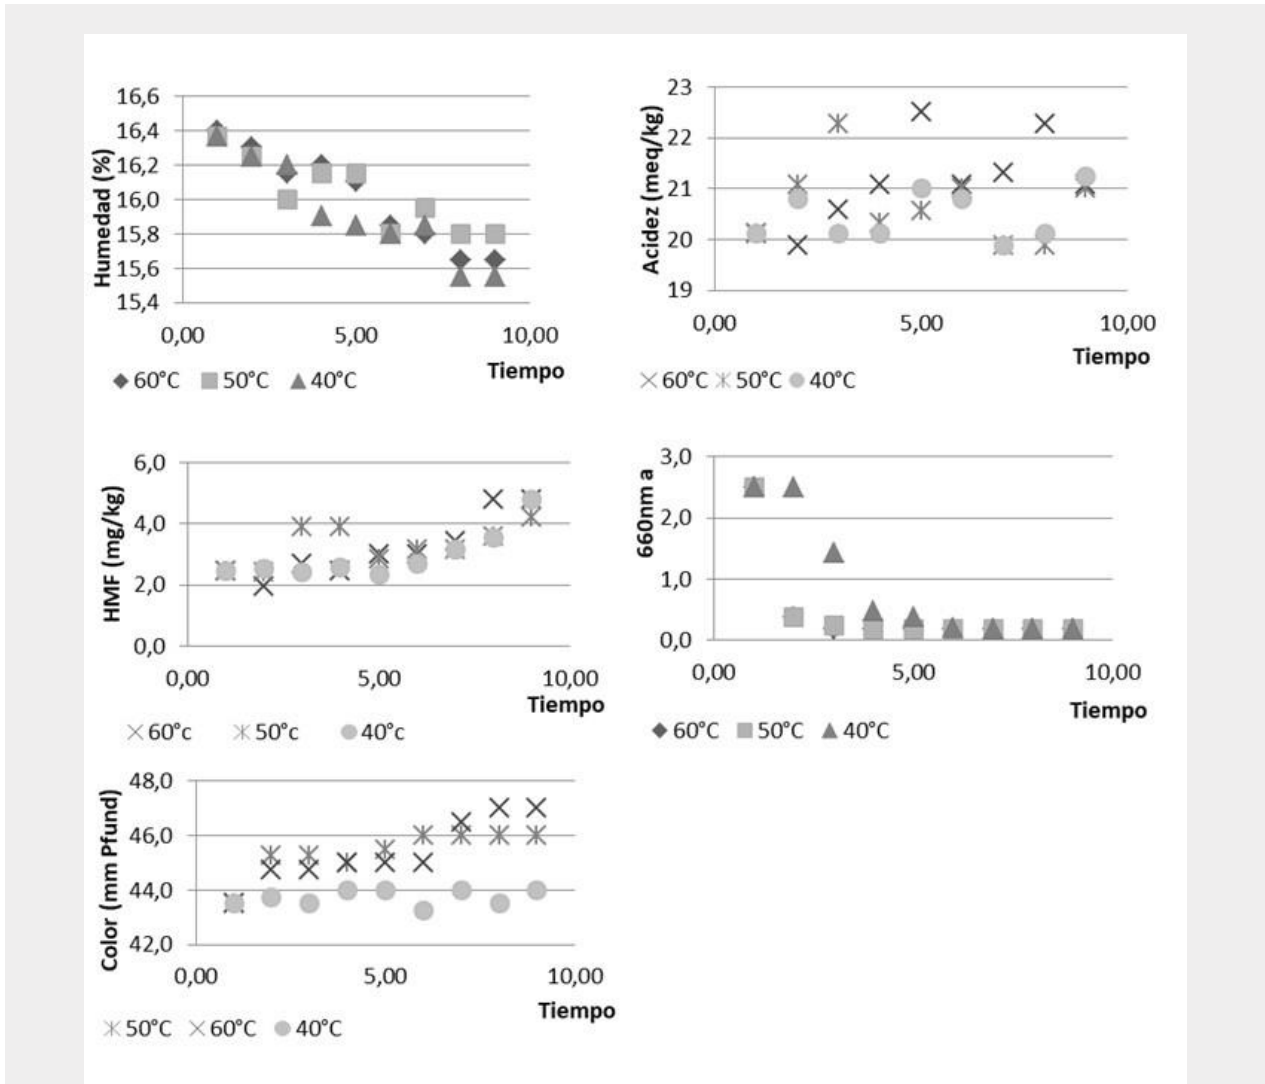 Humedad (%)
16,6
16,4
16,2
16,0
15,8
15,6
15,4
0,00 5,00 10,00
Tiempo
60°C 50°C 40°C
Acidez (meq/kg)
23
22
21
20
19
0,00 5,00 10,00
Tiempo
60°C 50°C 40°C
HMF (mg/kg)
6,0
4,0
2,0
0,0
0,00 5,00 10,00
Tiempo
60°c 50°c 40°c
660nm a
3,0
2,0
1,0
0,0
0,00 5,00 10,00
Tiempo
60°C 50°C 40°C
Color (mm Pfund)
48,0
46,0
44,0
42,0
0,00 5,00 10,00
Tiempo
50°C 60°C 40°C